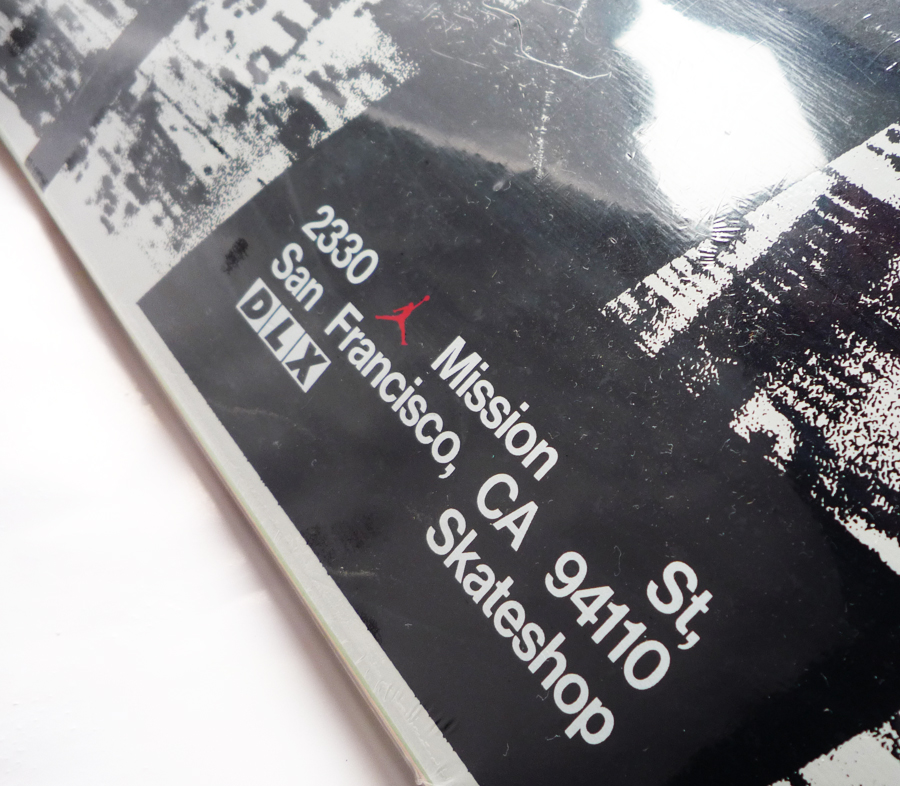 2330 Mission St,
San Francisco, CA 94110
DLX Skateshop